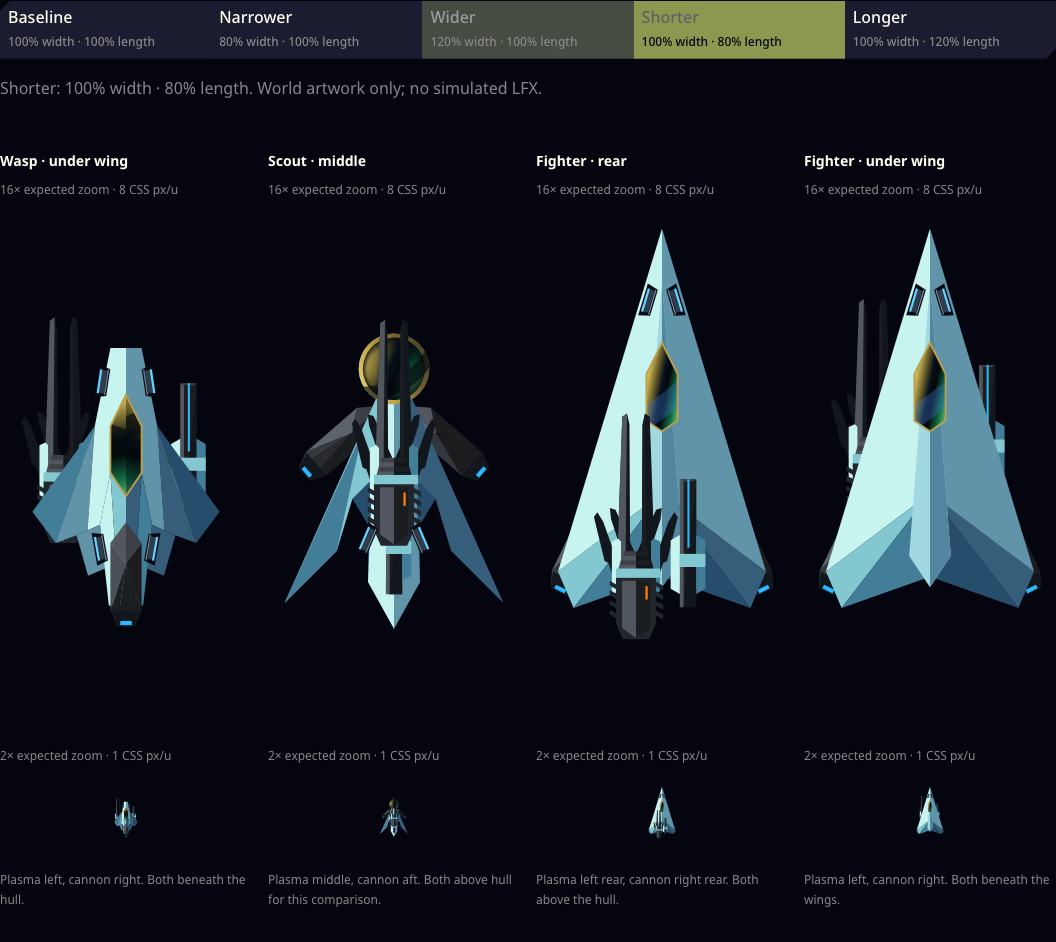 Baseline
100% width · 100% length
Narrower
80% width · 100% length
Wider
120% width · 100% length
Shorter
100% width · 80% length
Longer
100% width · 120% length
Shorter: 100% width · 80% length. World artwork only; no simulated LFX.
Wasp · under wing
16× expected zoom · 8 CSS px/u
Scout · middle
16× expected zoom · 8 CSS px/u
Fighter · rear
16× expected zoom · 8 CSS px/u
Fighter · under wing
16× expected zoom · 8 CSS px/u
2× expected zoom · 1 CSS px/u
2× expected zoom · 1 CSS px/u
2× expected zoom · 1 CSS px/u
2× expected zoom · 1 CSS px/u
Plasma left, cannon right. Both beneath the
hull.
Plasma middle, cannon aft. Both above hull
for this comparison.
Plasma left rear, cannon right rear. Both
above the hull.
Plasma left, cannon right. Both beneath the
wings.